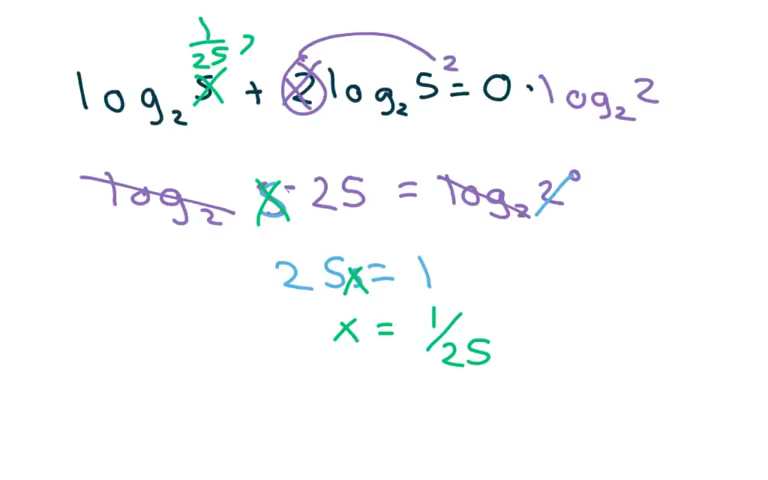 1/25 >
log₂ x + 2 log₂ 5² = 0 · log₂ 2
log₂ x · 25 = log₂ 2⁰
25x = 1
x = 1/25